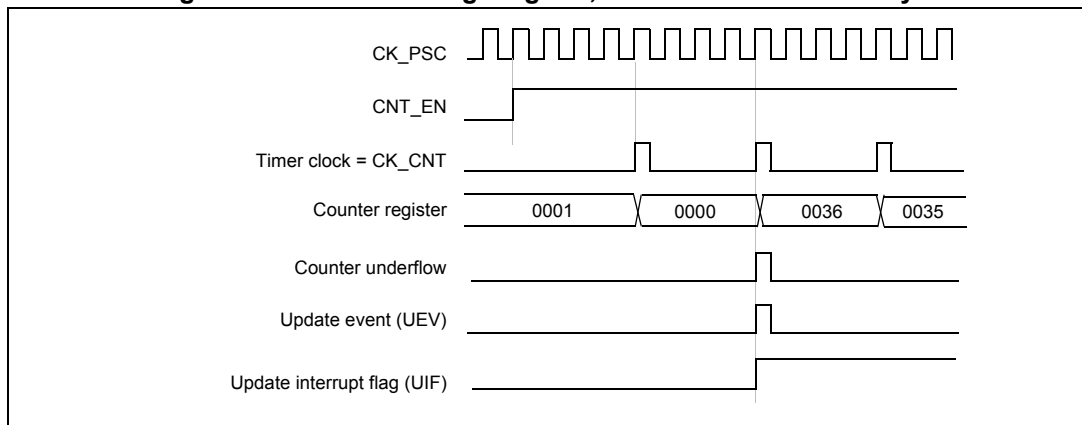 CK_PSC
CNT_EN
Timer clock = CK_CNT
Counter register 0001 0000 0036 0035
Counter underflow
Update event (UEV)
Update interrupt flag (UIF)